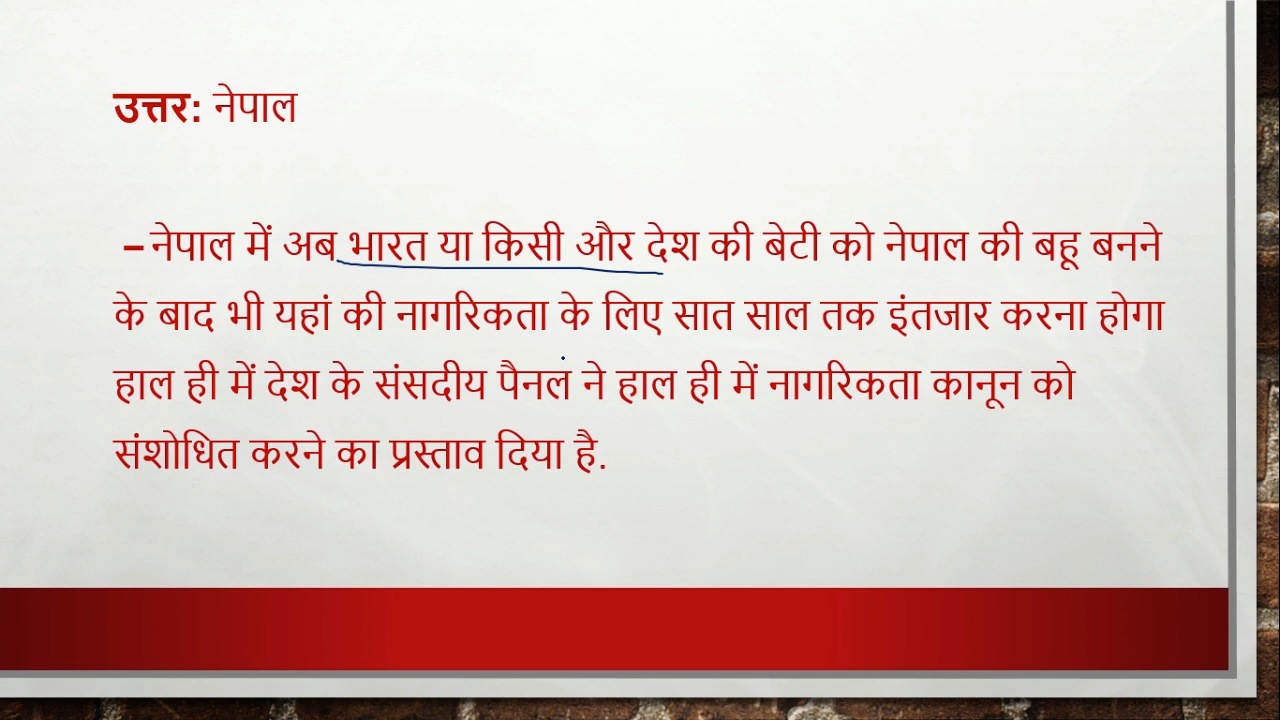 उत्तर: नेपाल
– नेपाल में अब भारत या किसी और देश की बेटी को नेपाल की बहू बनने
के बाद भी यहां की नागरिकता के लिए सात साल तक इंतजार करना होगा
हाल ही में देश के संसदीय पैनल ने हाल ही में नागरिकता कानून को
संशोधित करने का प्रस्ताव दिया है.